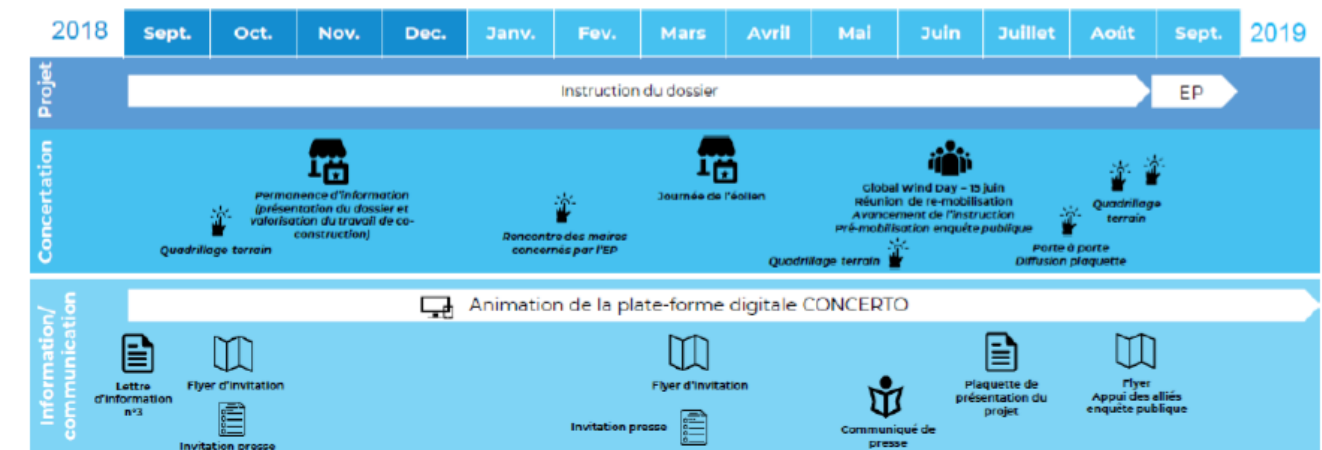 2018 Sept. Oct. Nov. Dec. Janv. Fev. Mars Avril Mai Juin Juillet Août Sept. 2019
Projet
Instruction du dossier
EP
Concertation
Quadrillage terrain
Permanence d'information
(présentation du dossier et
valorisation du travail de co-
construction)
Rencontre des maires
concernés par l'EP
Journée de l'éolien
Quadrillage terrain
Global Wind Day – 15 juin
Réunion de re-mobilisation
Avancement de l'instruction
Pré-mobilisation enquête publique
Porte à porte
Diffusion plaquette
Quadrillage
terrain
Information/
communication
Animation de la plate-forme digitale CONCERTO
Lettre
d'information
n°3
Flyer d'invitation
Invitation presse
Flyer d'invitation
Invitation presse
Communiqué de
presse
Plaquette de
présentation du
projet
Flyer
Appui des alliés
enquête publique